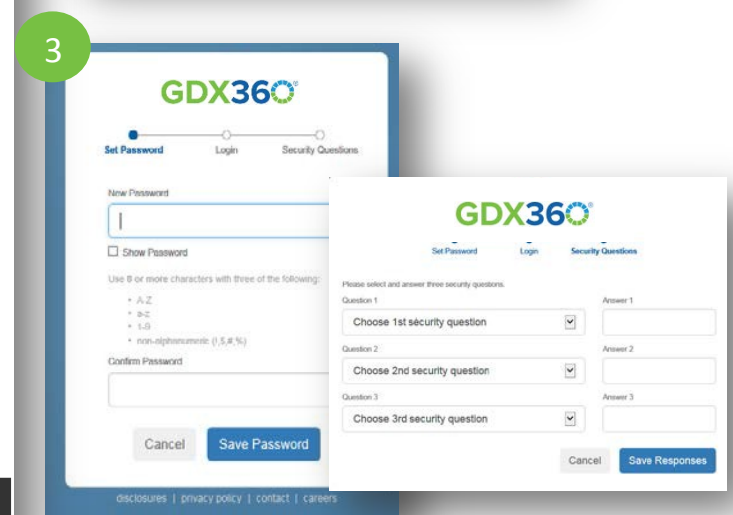 3
GDX360®
Set Password Login Security Questions
New Password
Show Password
Use 8 or more characters with three of the following:
• A-Z
• a-z
• 1-9
• non-alphanumeric (!,$,#,%)
Confirm Password
Cancel Save Password
disclosures | privacy policy | contact | careers
GDX360®
Set Password Login Security Questions
Please select and answer three security questions.
Question 1 Answer 1
Choose 1st security question
Question 2 Answer 2
Choose 2nd security question
Question 3 Answer 3
Choose 3rd security question
Cancel Save Responses